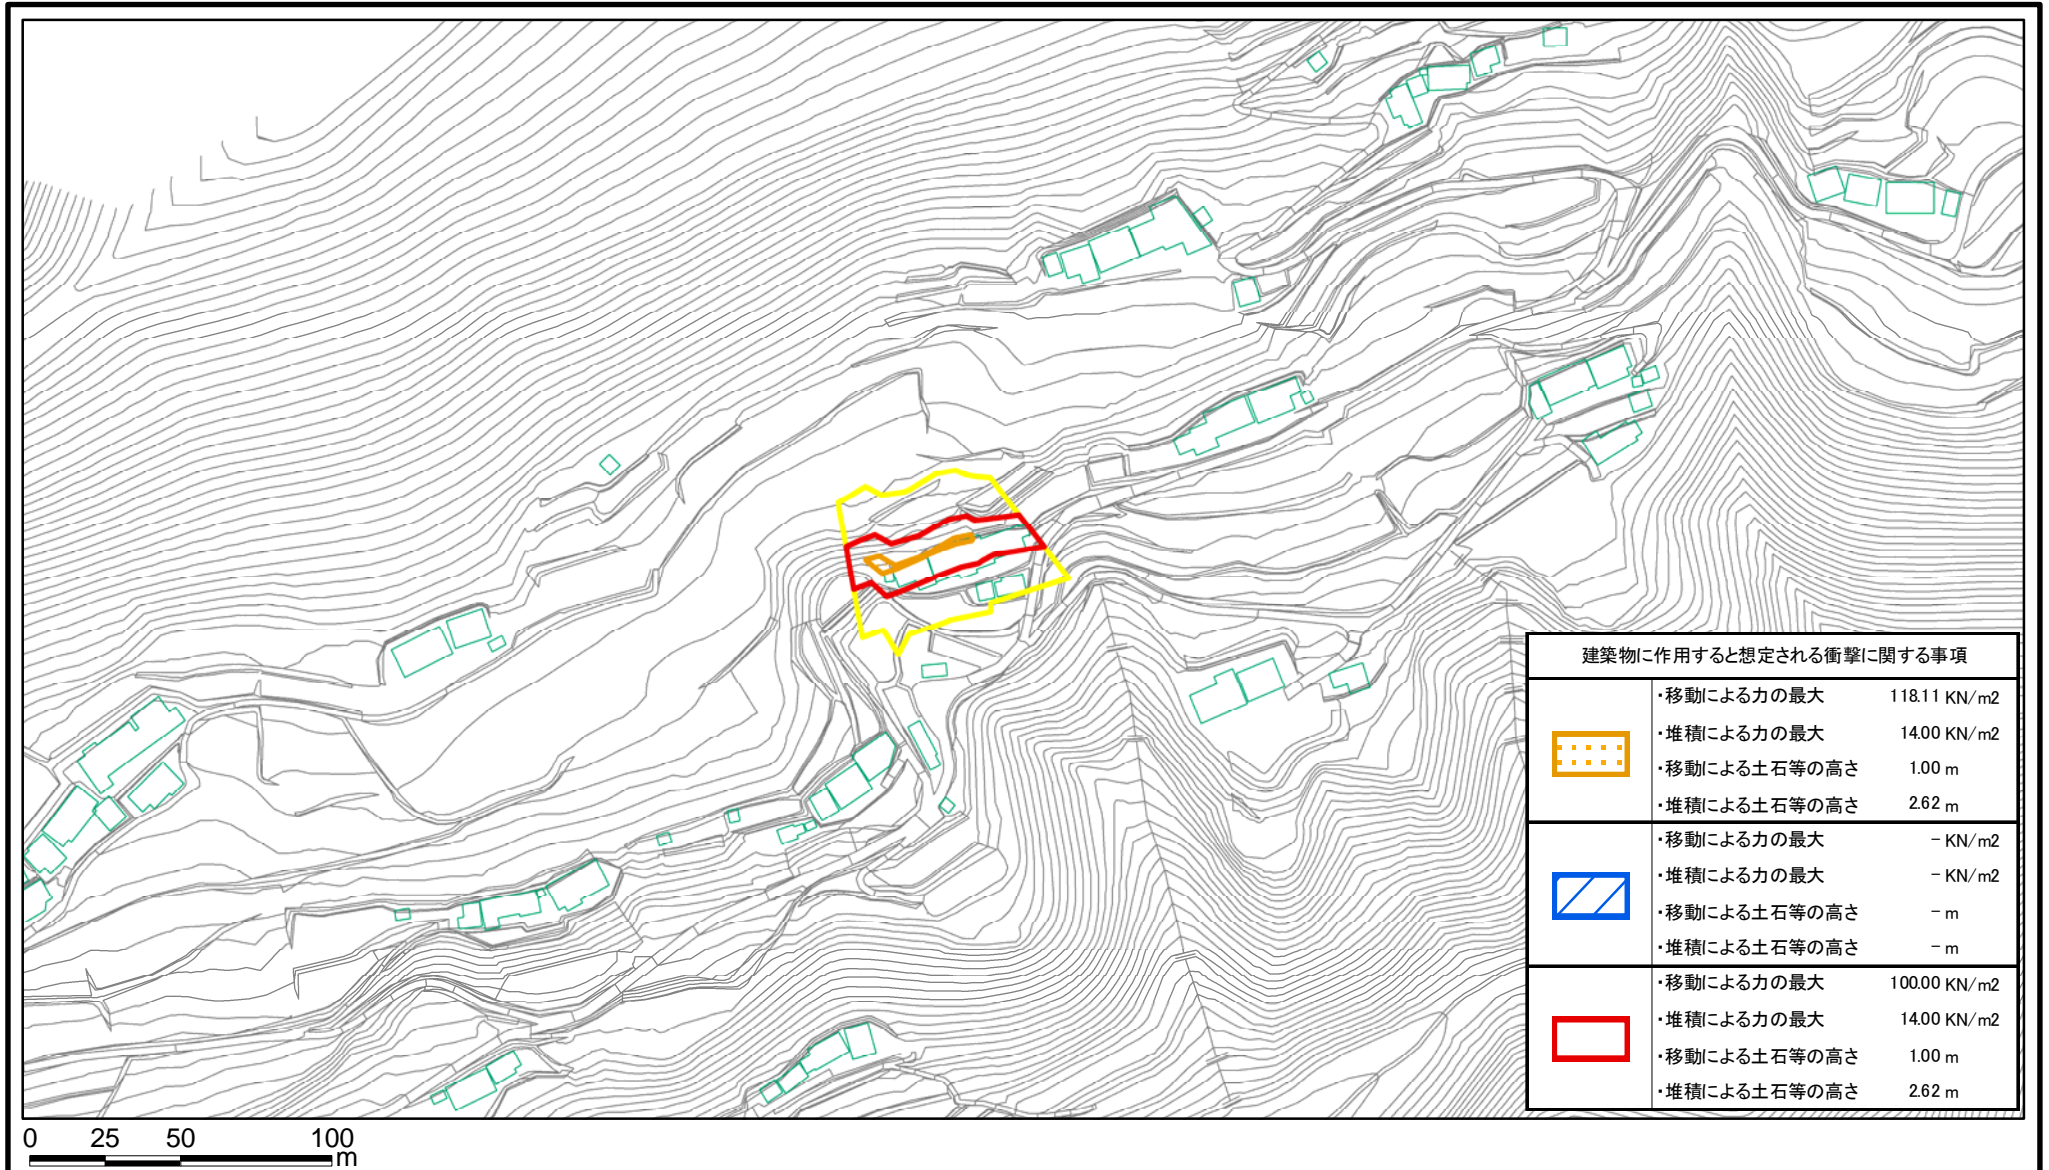 建築物に作用すると想定される衝撃に関する事項
・移動による力の最大 118.11 KN/m2
・堆積による力の最大 14.00 KN/m2
・移動による土石等の高さ 1.00 m
・堆積による土石等の高さ 2.62 m
・移動による力の最大 - KN/m2
・堆積による力の最大 - KN/m2
・移動による土石等の高さ - m
・堆積による土石等の高さ - m
・移動による力の最大 100.00 KN/m2
・堆積による力の最大 14.00 KN/m2
・移動による土石等の高さ 1.00 m
・堆積による土石等の高さ 2.62 m
0 25 50 100
m